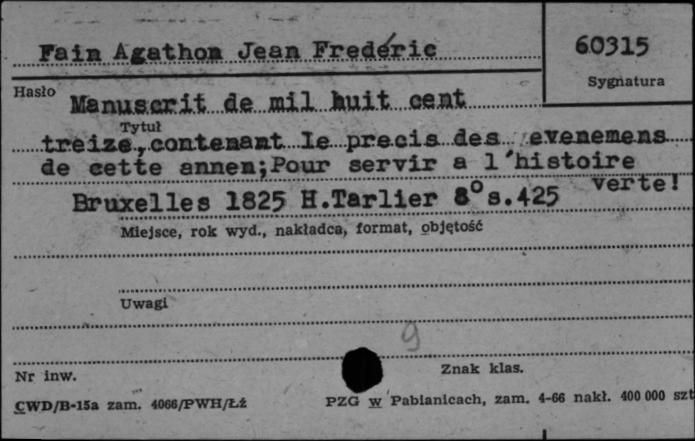 Fain Agathon Jean Frederic
60315
Sygnatura
Hasło
Manuscrit de mil huit cent
Tytuł
treize, contenant le precis des evenemens
de cette annen;Pour servir a l'histoire
verte!
Bruxelles 1825 H.Tarlier 8° s.425
Miejsce, rok wyd., nakładca, format, objętość
Uwagi
9
Nr inw.
Znak klas.
CWD/B-15a zam. 4066/PWH/Łź
PZG w Pabianicach, zam. 4-66 nakł. 400 000 szt